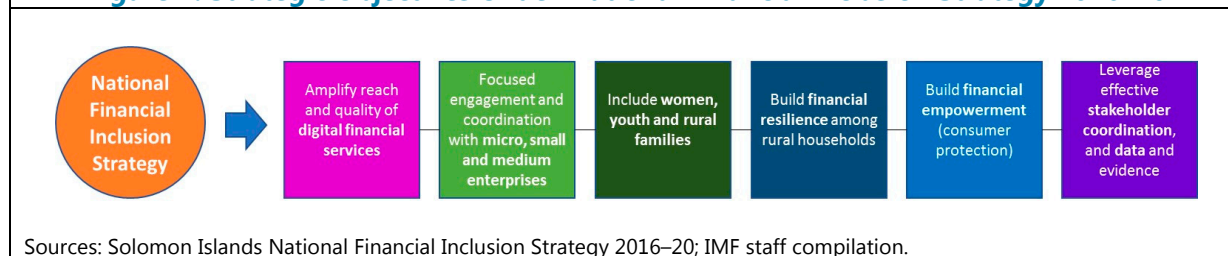 National
Financial
Inclusion
Strategy
Amplify reach
and quality of
digital financial
services
Focused
engagement and
coordination
with micro, small
and medium
enterprises
Include women,
youth and rural
families
Build financial
resilience among
rural households
Build financial
empowerment
(consumer
protection)
Leverage
effective
stakeholder
coordination,
and data and
evidence
Sources: Solomon Islands National Financial Inclusion Strategy 2016–20; IMF staff compilation.